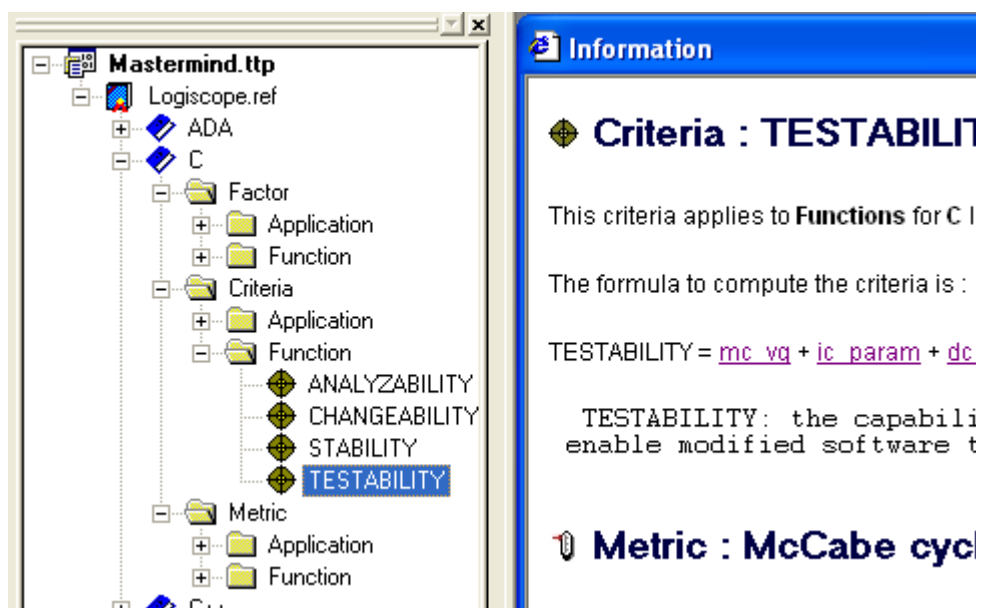 Mastermind.ttp
Logiscope.ref
ADA
C
Factor
Application
Function
Criteria
Application
Function
ANALYZABILITY
CHANGEABILITY
STABILITY
TESTABILITY
Metric
Application
Function
Information
Criteria : TESTABILIT
This criteria applies to Functions for C l
The formula to compute the criteria is :
TESTABILITY = mc_vg + ic_param + dc_
TESTABILITY: the capabili
enable modified software t
Metric : McCabe cycl